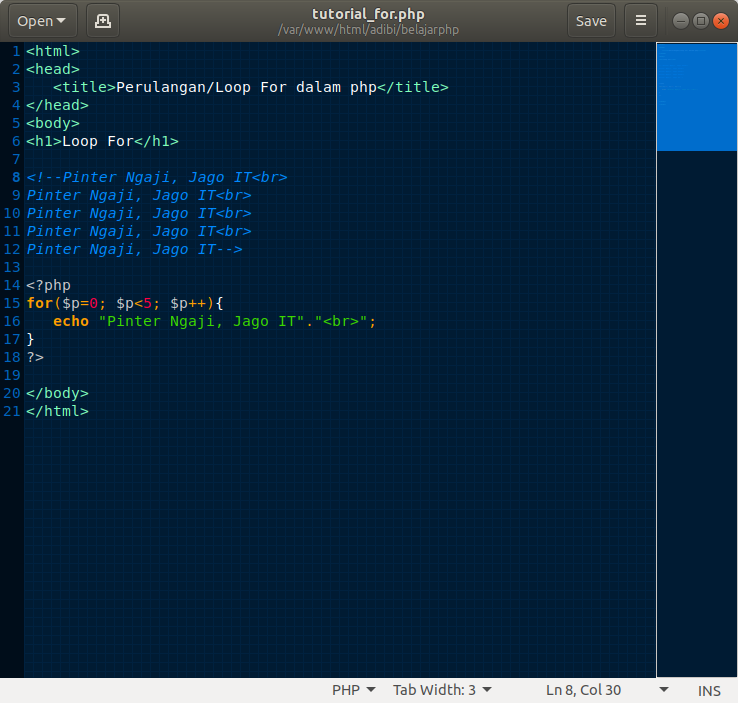 Open
tutorial_for.php
/var/www/html/adibi/belajarphp
Save
1 <html>
2 <head>
3    <title>Perulangan/Loop For dalam php</title>
4 </head>
5 <body>
6 <h1>Loop For</h1>
7
8 <!--Pinter Ngaji, Jago IT<br>
9 Pinter Ngaji, Jago IT<br>
10 Pinter Ngaji, Jago IT<br>
11 Pinter Ngaji, Jago IT<br>
12 Pinter Ngaji, Jago IT-->
13
14 <?php
15 for($p=0; $p<5; $p++){
16    echo "Pinter Ngaji, Jago IT"."<br>";
17 }
18 ?>
19
20 </body>
21 </html>
PHP Tab Width: 3 Ln 8, Col 30 INS